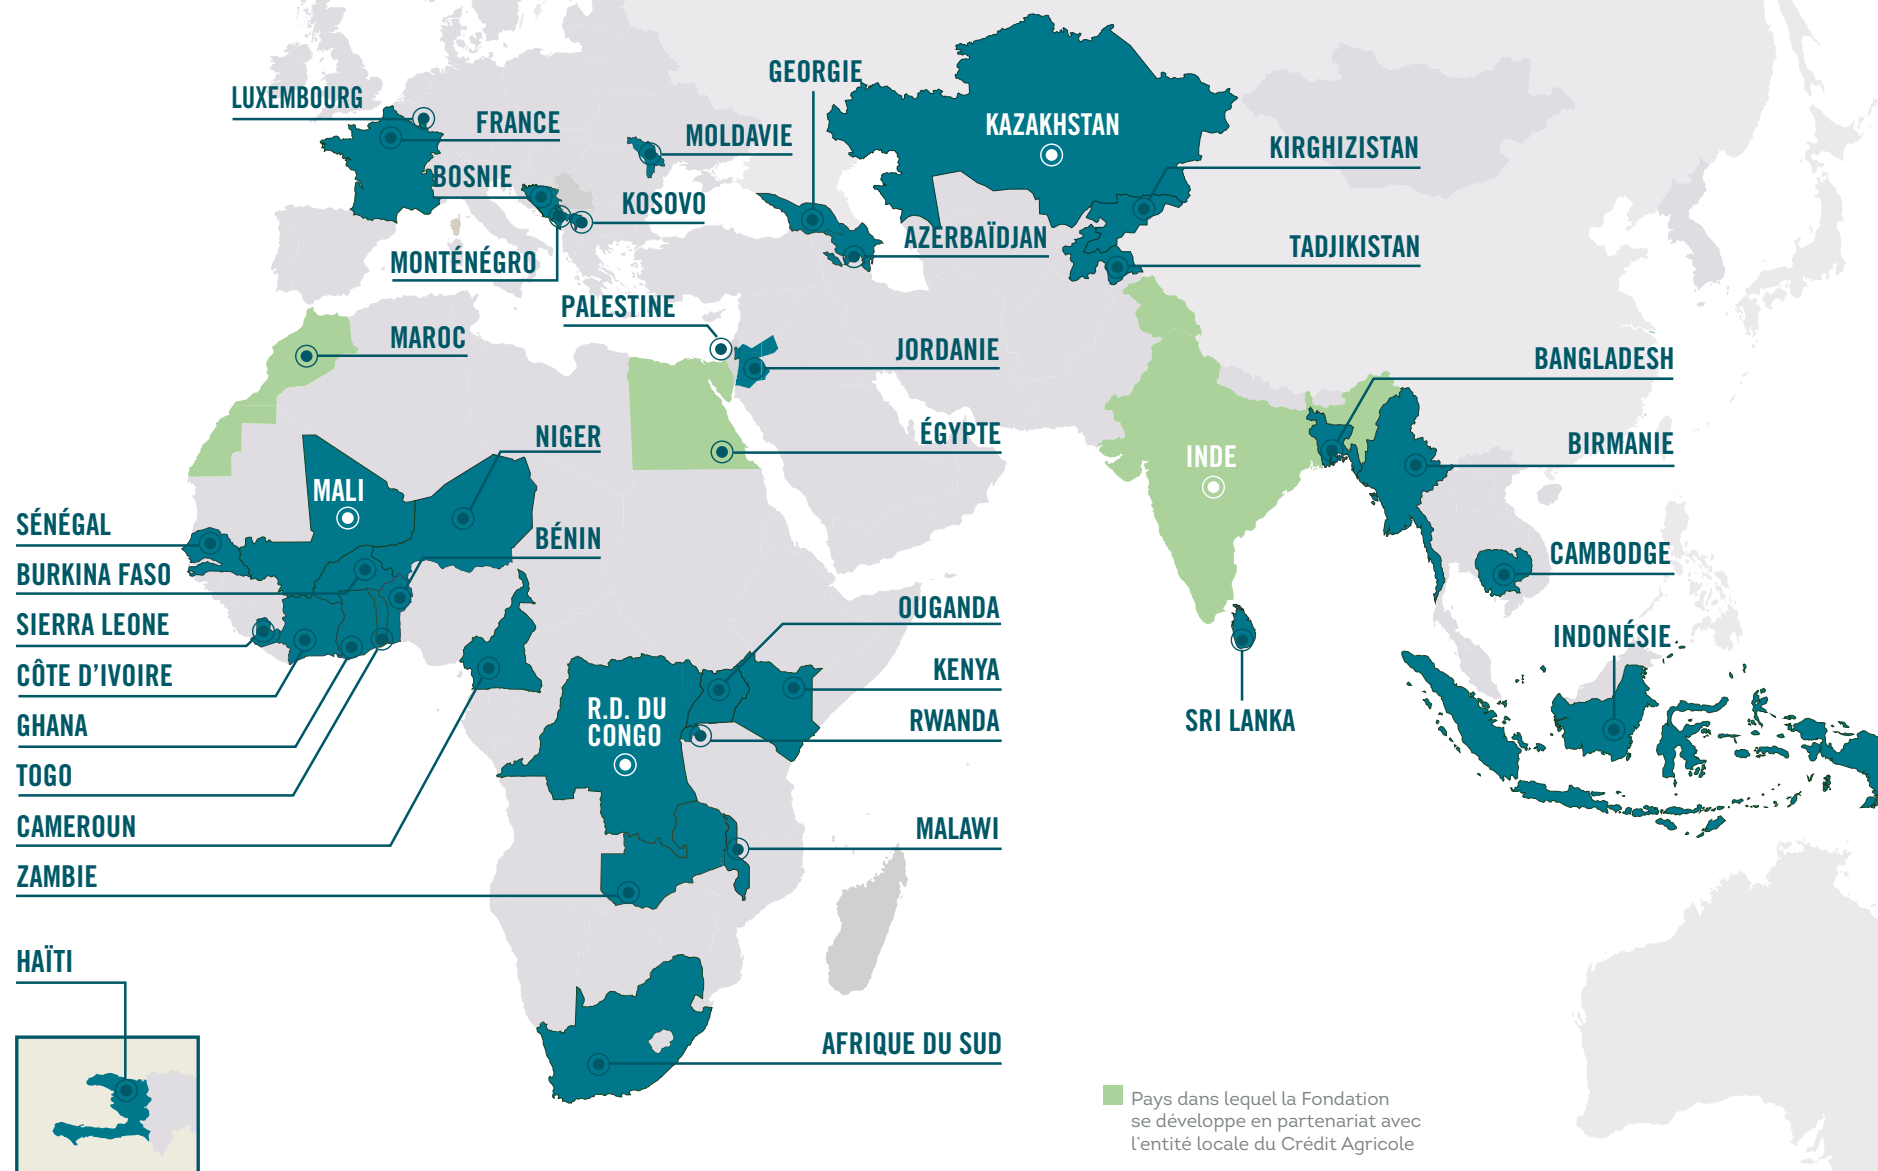 LUXEMBOURG
FRANCE
BOSNIE
MONTÉNÉGRO
MOLDAVIE
KOSOVO
GEORGIE
AZERBAÏDJAN
KAZAKHSTAN
KIRGHIZISTAN
TADJIKISTAN
PALESTINE
JORDANIE
MAROC
ÉGYPTE
NIGER
MALI
BÉNIN
SÉNÉGAL
BURKINA FASO
SIERRA LEONE
CÔTE D'IVOIRE
GHANA
TOGO
CAMEROUN
ZAMBIE
HAÏTI
OUGANDA
KENYA
RWANDA
R.D. DU
CONGO
MALAWI
AFRIQUE DU SUD
INDE
BANGLADESH
BIRMANIE
CAMBODGE
INDONÉSIE
SRI LANKA
Pays dans lequel la Fondation
se développe en partenariat avec
l'entité locale du Crédit Agricole